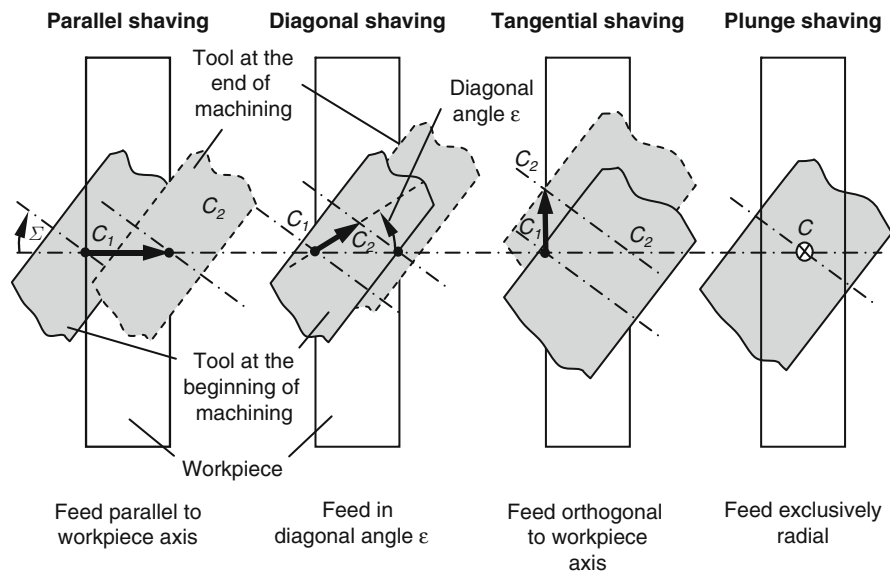 Parallel shaving
Diagonal shaving
Tangential shaving
Plunge shaving
Tool at the
end of
machining
Diagonal
angle ε
Σ
C1
C2
C1
C2
C2
C1
C2
C
Tool at the
beginning of
machining
Workpiece
Feed parallel to
workpiece axis
Feed in
diagonal angle ε
Feed orthogonal
to workpiece
axis
Feed exclusively
radial